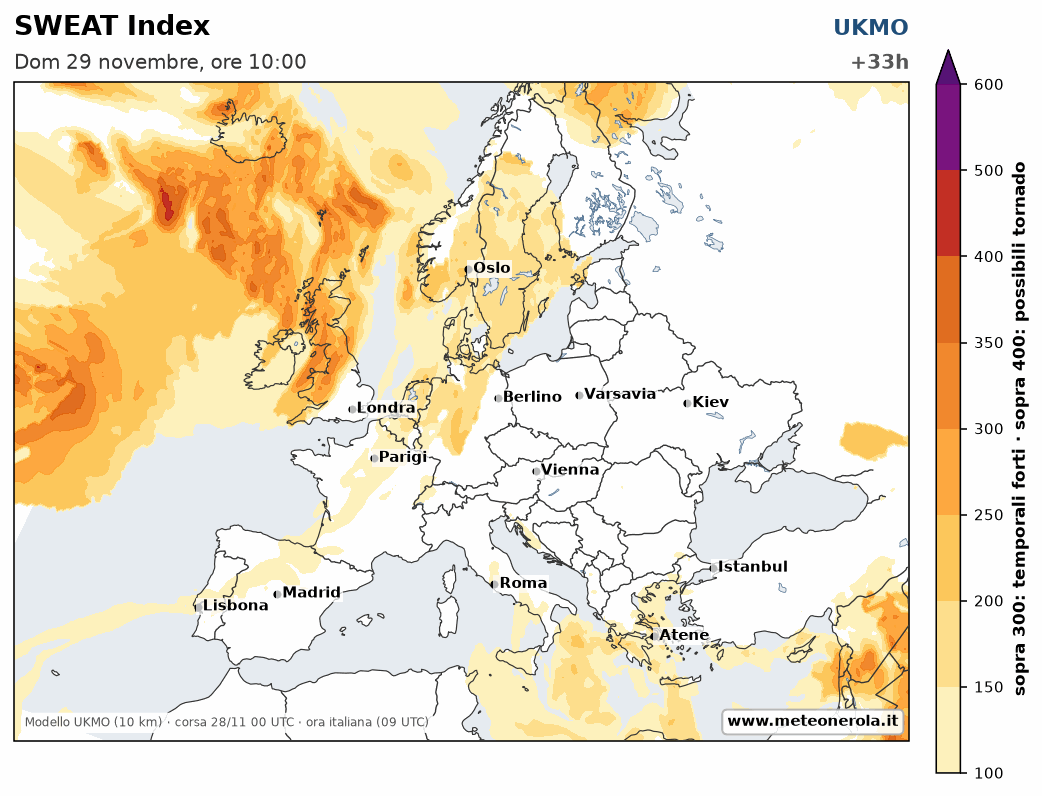 SWEAT Index
UKMO
Dom 29 novembre, ore 10:00
+33h
600
500
400
350
300
250
200
150
100
sopra 300: temporali forti · sopra 400: possibili tornado
Oslo
Londra
Berlino
Varsavia
Kiev
Parigi
Vienna
Istanbul
Roma
Madrid
Lisbona
Atene
Modello UKMO (10 km) · corsa 28/11 00 UTC · ora italiana (09 UTC)
www.meteonerola.it